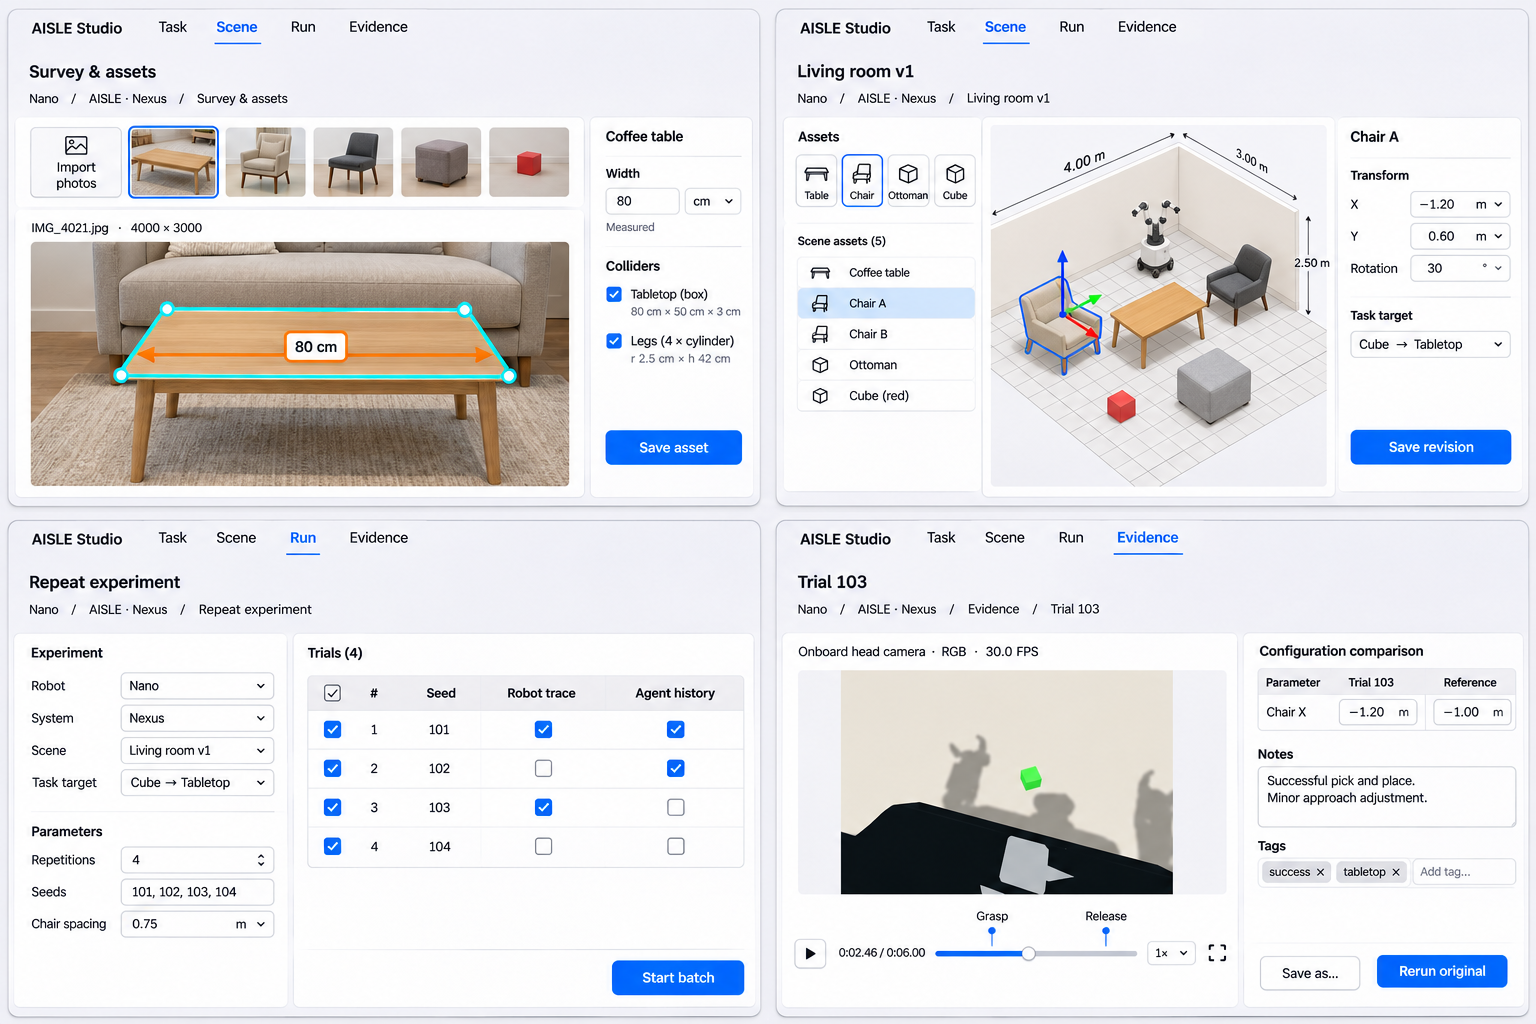 AISLE Studio Task Scene Run Evidence
Survey & assets
Nano / AISLE · Nexus / Survey & assets
Import
photos
IMG_4021.jpg · 4000 × 3000
80 cm
Coffee table
Width
80 cm
Measured
Colliders
Tabletop (box)
80 cm × 50 cm × 3 cm
Legs (4 × cylinder)
r 2.5 cm × h 42 cm
Save asset
AISLE Studio Task Scene Run Evidence
Living room v1
Nano / AISLE · Nexus / Living room v1
Assets
Table Chair Ottoman Cube
Scene assets (5)
Coffee table
Chair A
Chair B
Ottoman
Cube (red)
4.00 m
3.00 m
2.50 m
Chair A
Transform
X −1.20 m
Y 0.60 m
Rotation 30 °
Task target
Cube → Tabletop
Save revision
AISLE Studio Task Scene Run Evidence
Repeat experiment
Nano / AISLE · Nexus / Repeat experiment
Experiment
Robot Nano
System Nexus
Scene Living room v1
Task target Cube → Tabletop
Parameters
Repetitions 4
Seeds 101, 102, 103, 104
Chair spacing 0.75 m
Trials (4)
# Seed Robot trace Agent history
1 101
2 102
3 103
4 104
Start batch
AISLE Studio Task Scene Run Evidence
Trial 103
Nano / AISLE · Nexus / Evidence / Trial 103
Onboard head camera · RGB · 30.0 FPS
Grasp Release
0:02.46 / 0:06.00 1×
Configuration comparison
Parameter Trial 103 Reference
Chair X −1.20 m −1.00 m
Notes
Successful pick and place.
Minor approach adjustment.
Tags
success × tabletop × Add tag...
Save as... Rerun original